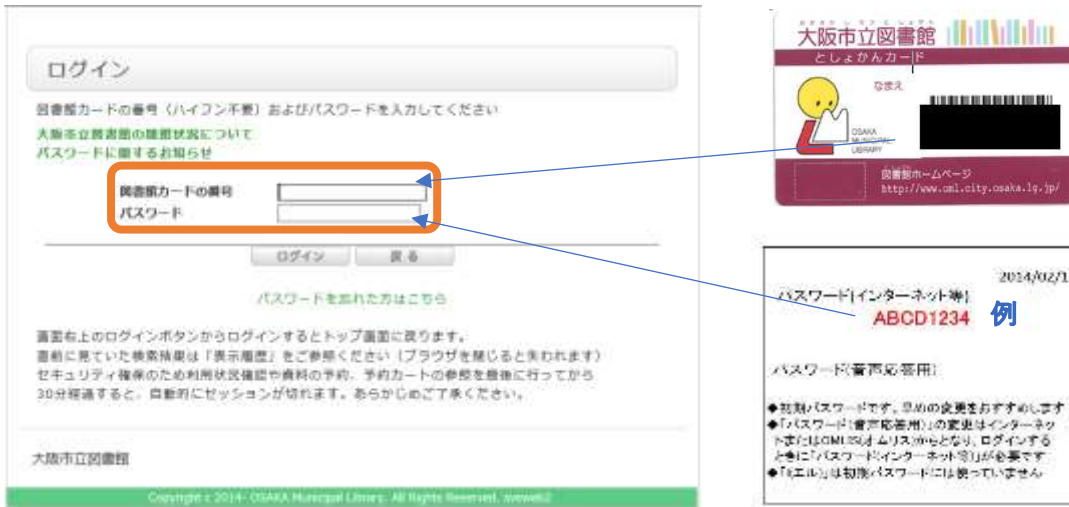 ログイン
図書館カードの番号（ハイフン不要）およびパスワードを入力してください
大阪市立図書館の開館状況について
パスワードに関するお知らせ
図書館カードの番号
パスワード
ログイン
戻る
パスワードを忘れた方はこちら
画面右上のログインボタンからログインするとトップ画面に戻ります。
直前に見ていた検索結果は「表示履歴」をご参照ください（ブラウザを閉じると失われます）
セキュリティ確保のため利用状況確認や資料の予約、予約カートの参照を最後に行ってから
30分経過すると、自動的にセッションが切れます。あらかじめご了承ください。
大阪市立図書館
Copyright c 2014- OSAKA Municipal Library. All Rights Reserved.
大阪市立図書館
としょかんカード
なまえ
OSAKA
MUNICIPAL
LIBRARY
図書館ホームページ
http://www.oml.city.osaka.lg.jp/
2014/02/1
パスワード(インターネット等)
ABCD1234
例
パスワード(音声応答用)
◆初期パスワードです。早めの変更をおすすめします
◆「パスワード(音声応答用)」の変更はインターネッ
トまたはOMLIS(オムリス)からとなり、ログインする
ときに「パスワード(インターネット等)」が必要です
◆「l(エル)」は初期パスワードには使っていません